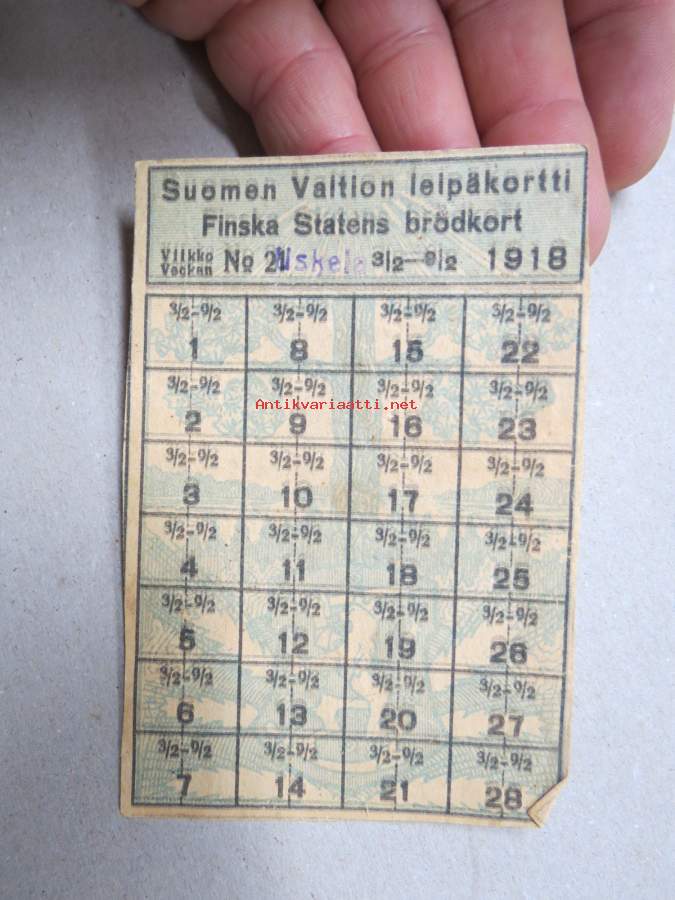 Suomen Valtion leipäkortti
Finska Statens brödkort
Viikko
Veckan No 21 Uskela 3/2—9/2 1918
3/2–9/2 3/2–9/2 3/2–9/2 3/2–9/2
1 8 15 22
3/2–9/2 3/2–9/2 3/2–9/2 3/2–9/2
Antikvariaatti.net
2 9 16 23
3/2–9/2 3/2–9/2 3/2–9/2 3/2–9/2
3 10 17 24
3/2–9/2 3/2–9/2 3/2–9/2 3/2–9/2
4 11 18 25
3/2–9/2 3/2–9/2 3/2–9/2 3/2–9/2
5 12 19 26
3/2–9/2 3/2–9/2 3/2–9/2 3/2–9/2
6 13 20 27
3/2–9/2 3/2–9/2 3/2–9/2 3/2–9/2
7 14 21 28